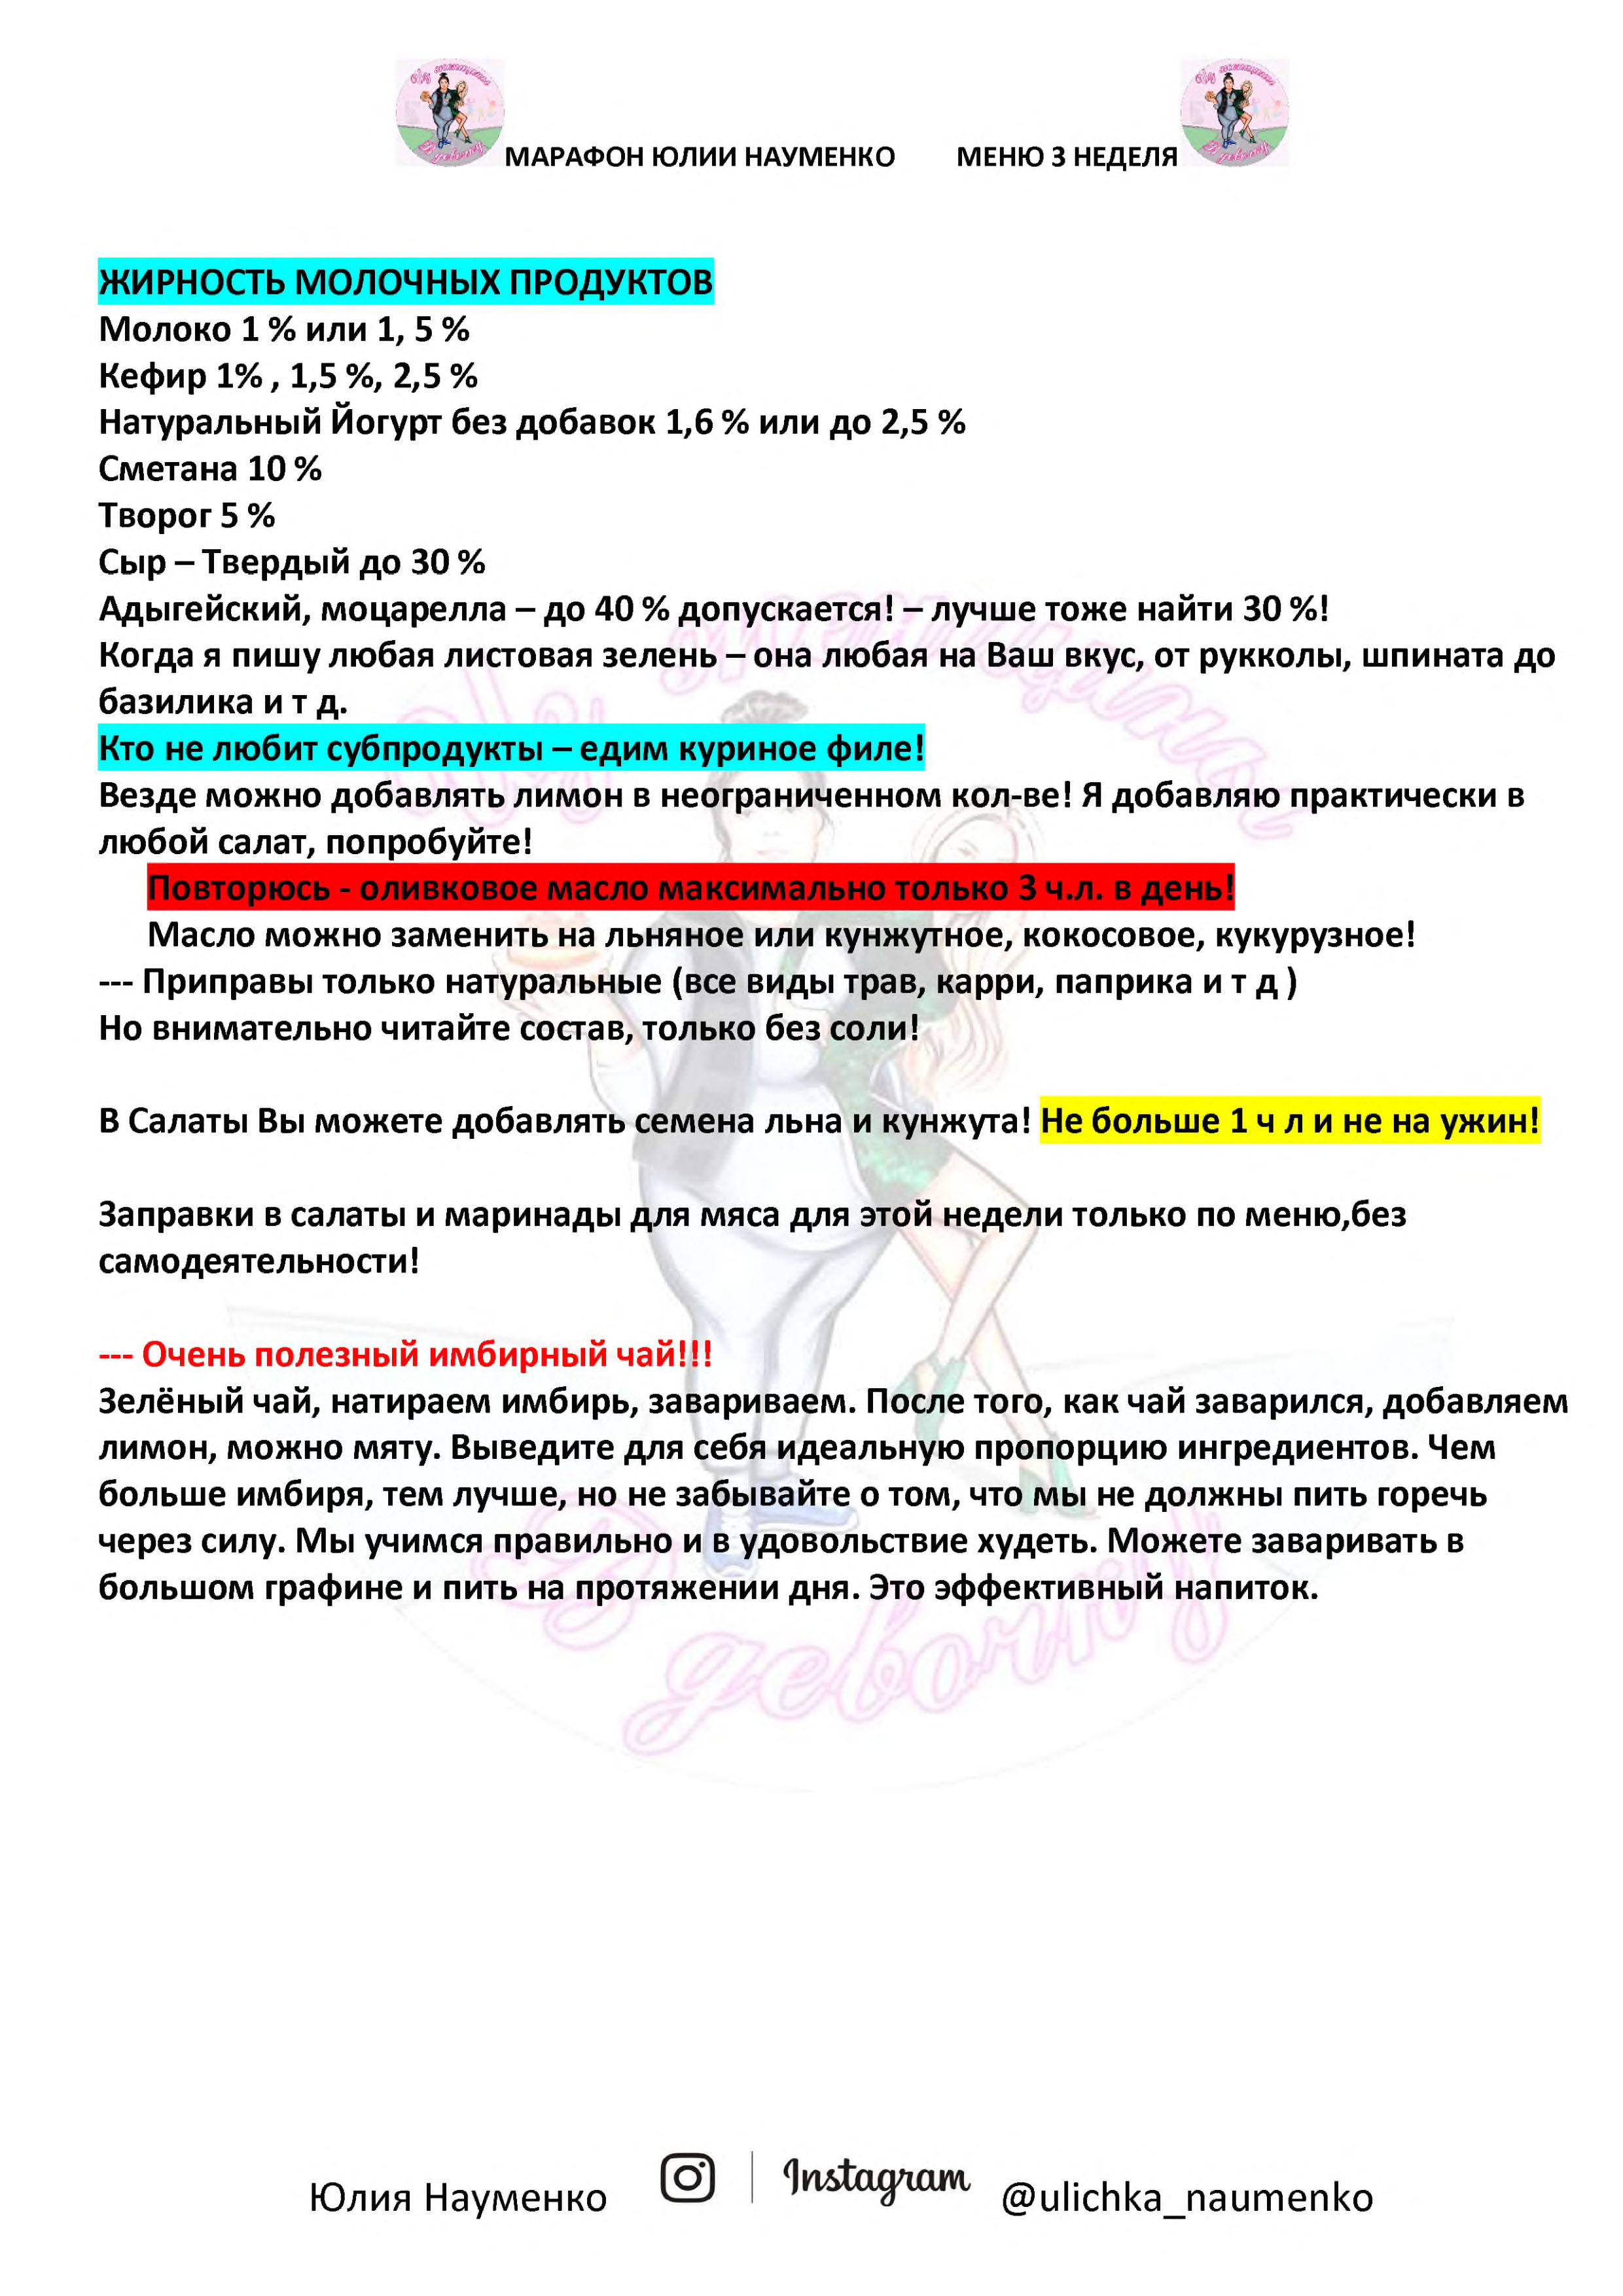 Из женщины
В девочку
МАРАФОН ЮЛИИ НАУМЕНКО МЕНЮ 3 НЕДЕЛЯ
Из женщины
В девочку
ЖИРНОСТЬ МОЛОЧНЫХ ПРОДУКТОВ
Молоко 1 % или 1, 5 %
Кефир 1% , 1,5 %, 2,5 %
Натуральный Йогурт без добавок 1,6 % или до 2,5 %
Сметана 10 %
Творог 5 %
Сыр – Твердый до 30 %
Адыгейский, моцарелла – до 40 % допускается! – лучше тоже найти 30 %!
Когда я пишу любая листовая зелень – она любая на Ваш вкус, от рукколы, шпината до
базилика и т д.
Кто не любит субпродукты – едим куриное филе!
Везде можно добавлять лимон в неограниченном кол-ве! Я добавляю практически в
любой салат, попробуйте!
Повторюсь - оливковое масло максимально только 3 ч.л. в день!
Масло можно заменить на льняное или кунжутное, кокосовое, кукурузное!
--- Приправы только натуральные (все виды трав, карри, паприка и т д )
Но внимательно читайте состав, только без соли!
В Салаты Вы можете добавлять семена льна и кунжута! Не больше 1 ч л и не на ужин!
Заправки в салаты и маринады для мяса для этой недели только по меню,без
самодеятельности!
--- Очень полезный имбирный чай!!!
Зелёный чай, натираем имбирь, завариваем. После того, как чай заварился, добавляем
лимон, можно мяту. Выведите для себя идеальную пропорцию ингредиентов. Чем
больше имбиря, тем лучше, но не забывайте о том, что мы не должны пить горечь
через силу. Мы учимся правильно и в удовольствие худеть. Можете заваривать в
большом графине и пить на протяжении дня. Это эффективный напиток.
Из женщины
В девочку
Юлия Науменко Instagram @ulichka_naumenko